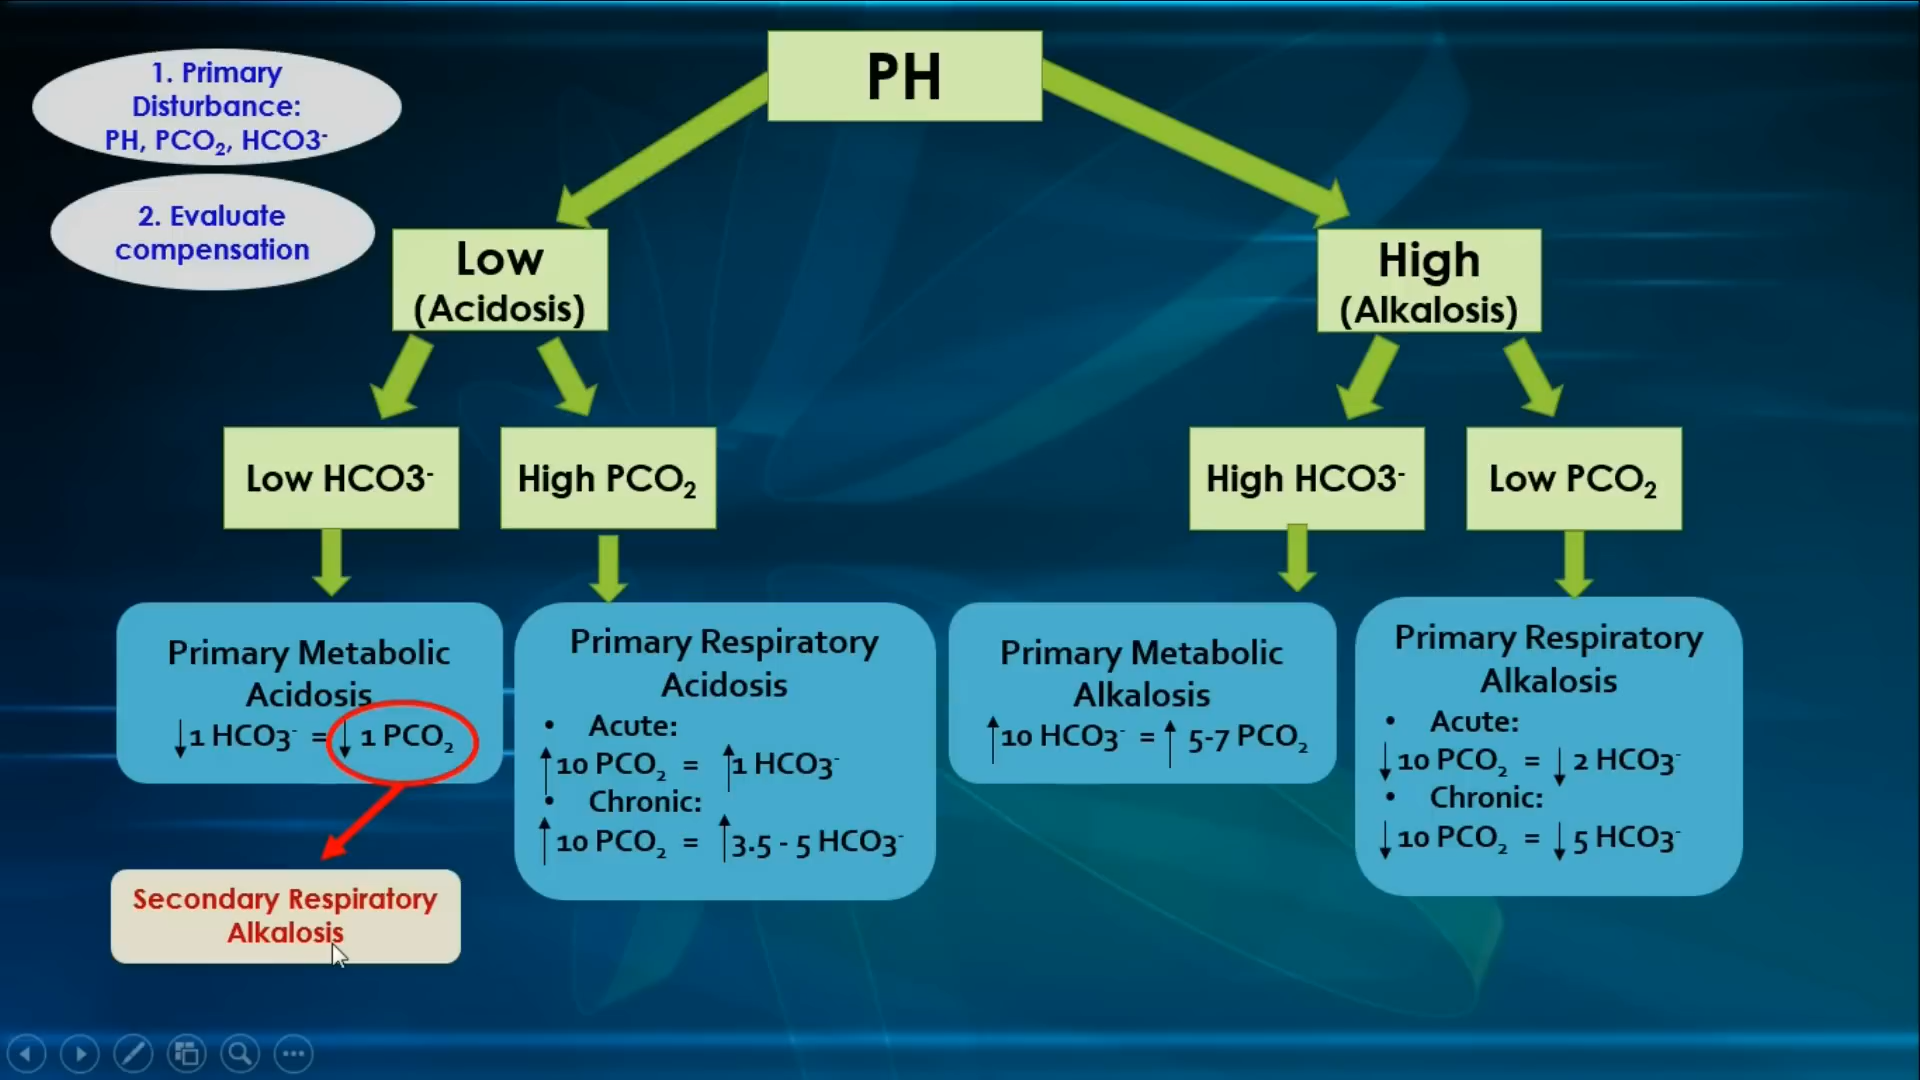 1. Primary
Disturbance:
PH, PCO₂, HCO3⁻
2. Evaluate
compensation
PH
Low
(Acidosis)
High
(Alkalosis)
Low HCO3⁻
High PCO₂
High HCO3⁻
Low PCO₂
Primary Metabolic
Acidosis
↓1 HCO3⁻ = ↓ 1 PCO₂
Secondary Respiratory
Alkalosis
Primary Respiratory
Acidosis
• Acute:
↑10 PCO₂ = ↑1 HCO3⁻
• Chronic:
↑10 PCO₂ = ↑3.5 - 5 HCO3⁻
Primary Metabolic
Alkalosis
↑10 HCO3⁻ = ↑ 5-7 PCO₂
Primary Respiratory
Alkalosis
• Acute:
↓10 PCO₂ = ↓ 2 HCO3⁻
• Chronic:
↓10 PCO₂ = ↓ 5 HCO3⁻